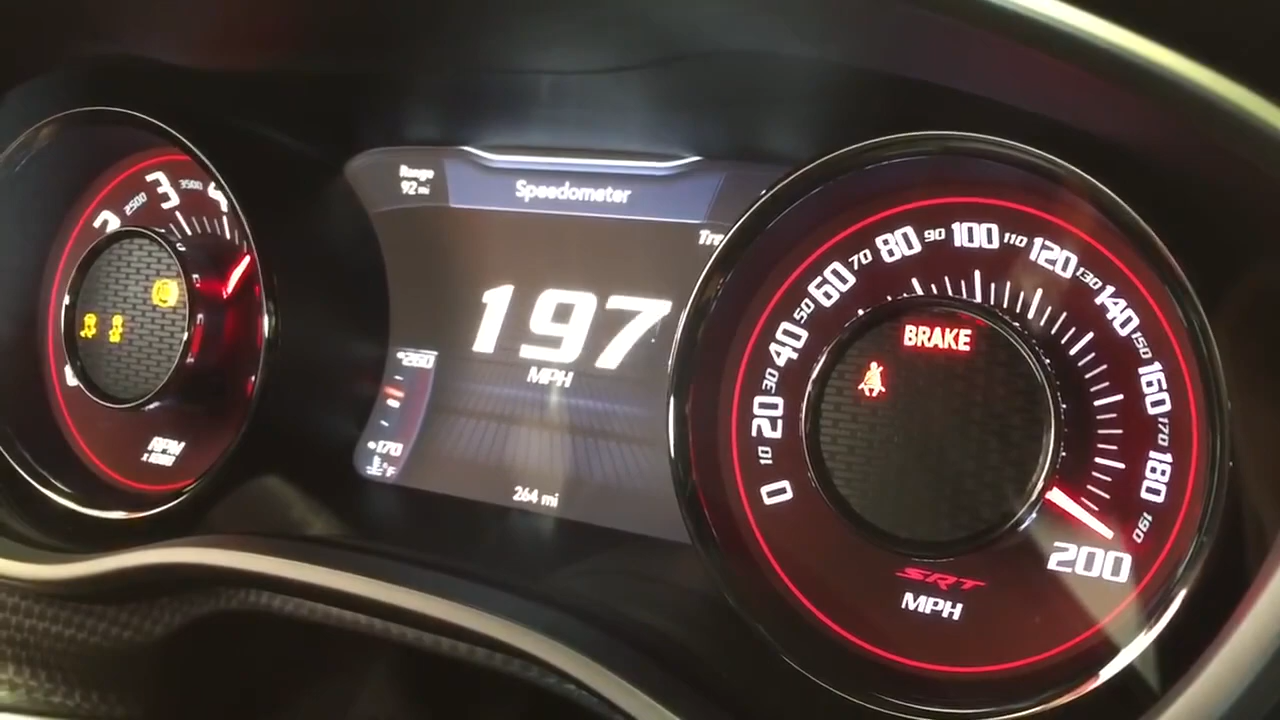 2 2500 3 3500 4
RPM
Range
92 mi
Speedometer
197
MPH
260
170
°F
264 mi
0 10 20 30 40 50 60 70 80 90 100 110 120 130 140 150 160 170 180 190 200
BRAKE
SRT
MPH